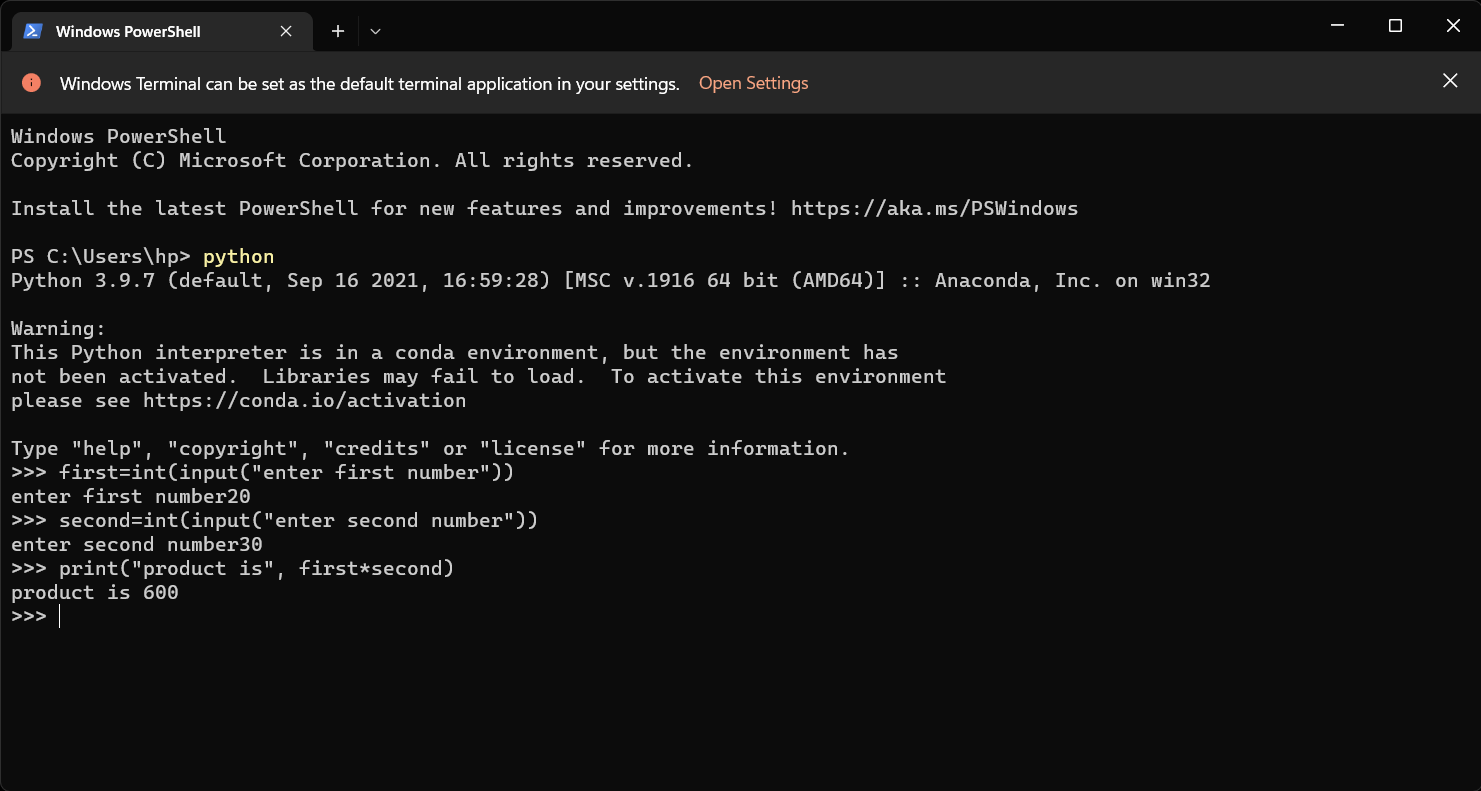 Windows PowerShell
Windows Terminal can be set as the default terminal application in your settings. Open Settings
Windows PowerShell
Copyright (C) Microsoft Corporation. All rights reserved.
Install the latest PowerShell for new features and improvements! https://aka.ms/PSWindows
PS C:\Users\hp> python
Python 3.9.7 (default, Sep 16 2021, 16:59:28) [MSC v.1916 64 bit (AMD64)] :: Anaconda, Inc. on win32
Warning:
This Python interpreter is in a conda environment, but the environment has
not been activated.  Libraries may fail to load.  To activate this environment
please see https://conda.io/activation
Type "help", "copyright", "credits" or "license" for more information.
>>> first=int(input("enter first number"))
enter first number20
>>> second=int(input("enter second number"))
enter second number30
>>> print("product is", first*second)
product is 600
>>>